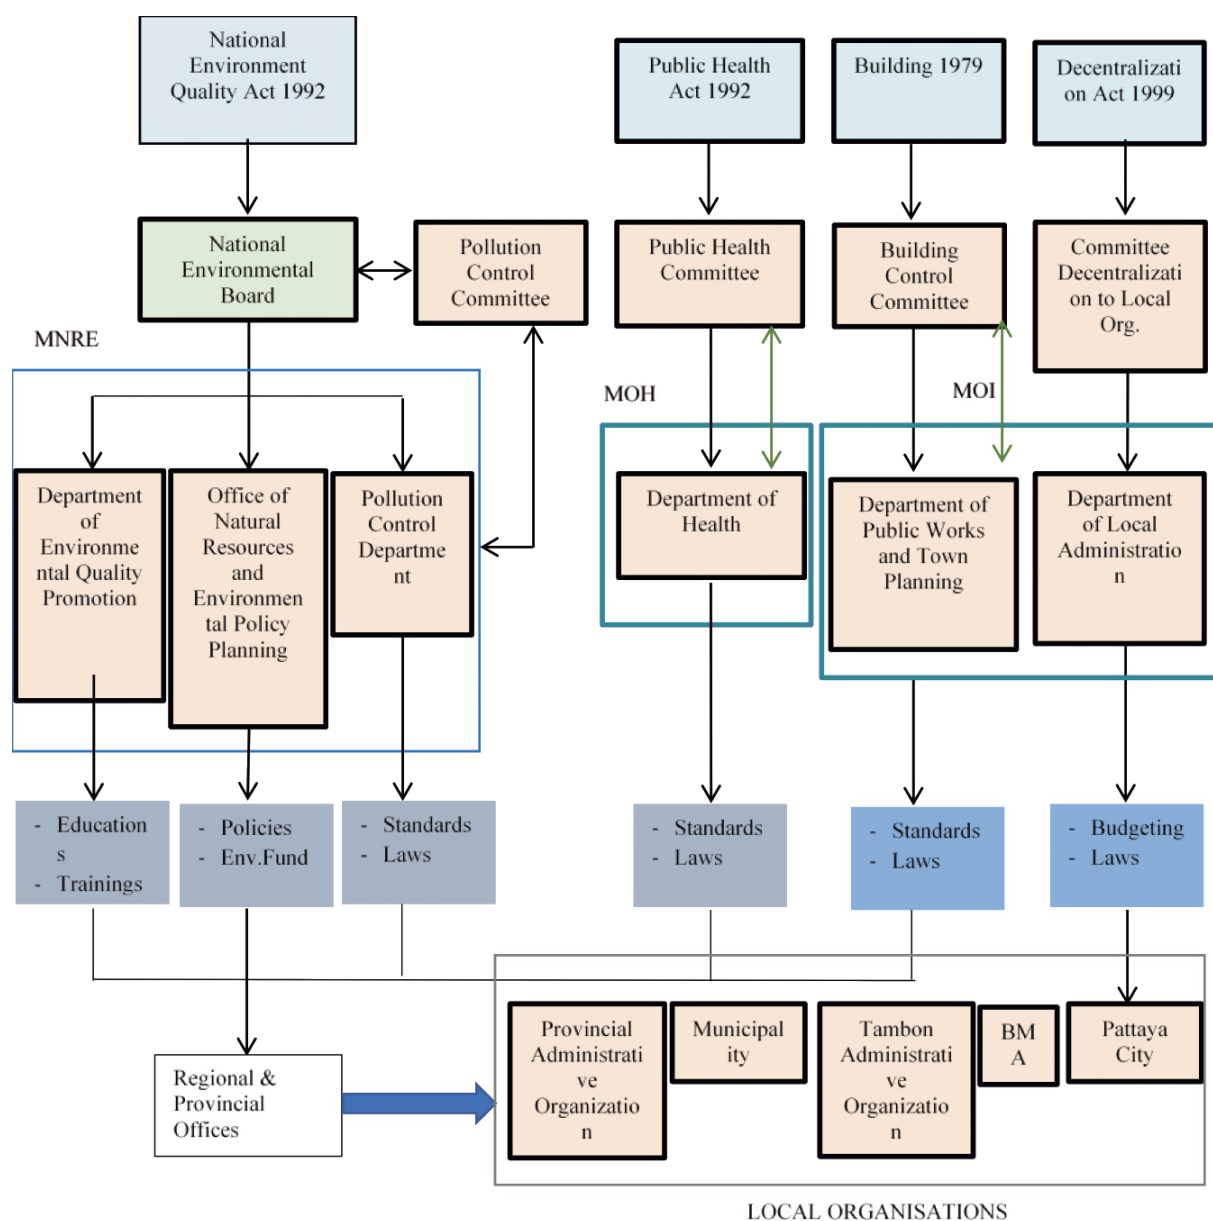 National
Environment
Quality Act 1992
Public Health
Act 1992
Building 1979
Decentralizati
on Act 1999
National
Environmental
Board
Pollution
Control
Committee
Public Health
Committee
Building
Control
Committee
Committee
Decentralizati
on to Local
Org.
MNRE
MOH
MOI
Department
of
Environme
ntal Quality
Promotion
Office of
Natural
Resources
and
Environmen
tal Policy
Planning
Pollution
Control
Departme
nt
Department of
Health
Department of
Public Works
and Town
Planning
Department
of Local
Administratio
n
- Education
s
- Trainings
- Policies
- Env.Fund
- Standards
- Laws
- Standards
- Laws
- Standards
- Laws
- Budgeting
- Laws
Regional &
Provincial
Offices
Provincial
Administrati
ve
Organizatio
n
Municipal
ity
Tambon
Administrati
ve
Organizatio
n
BM
A
Pattaya
City
LOCAL ORGANISATIONS